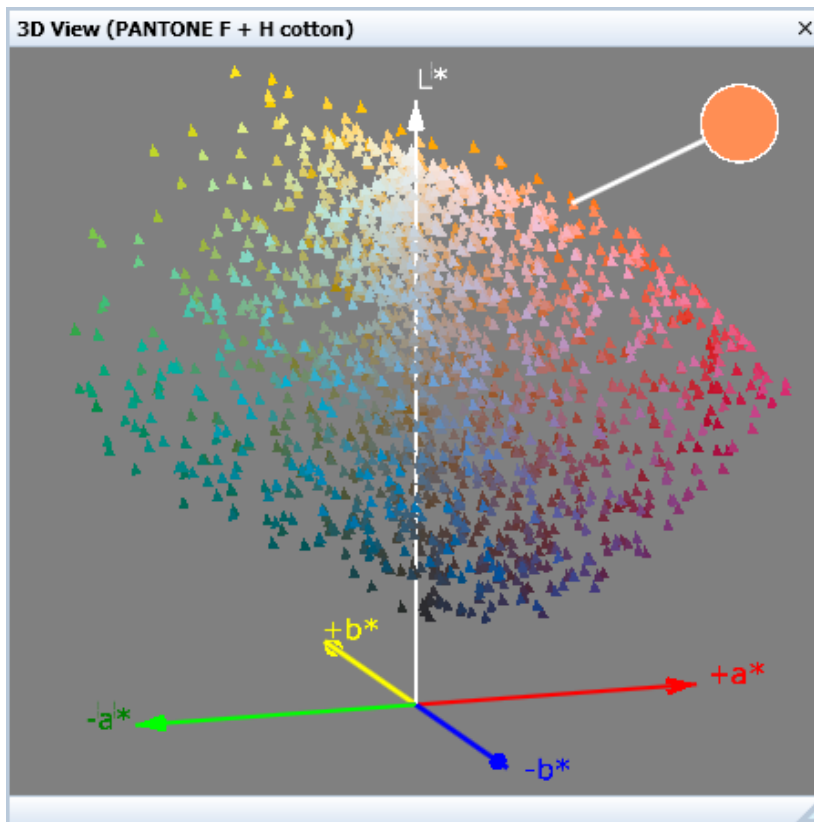 3D View (PANTONE F + H cotton)
L*
+b*
+a*
-a*
-b*